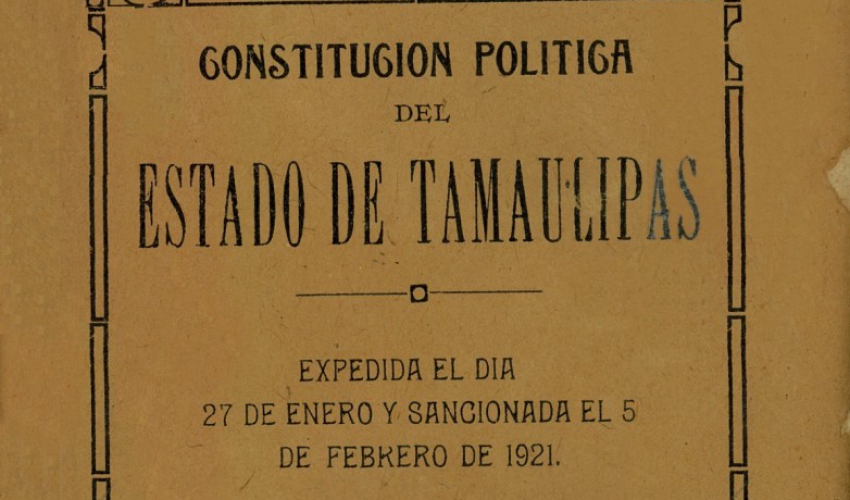 CONSTITUCION POLITICA
DEL
ESTADO DE TAMAULIPAS
EXPEDIDA EL DIA
27 DE ENERO Y SANCIONADA EL 5
DE FEBRERO DE 1921.